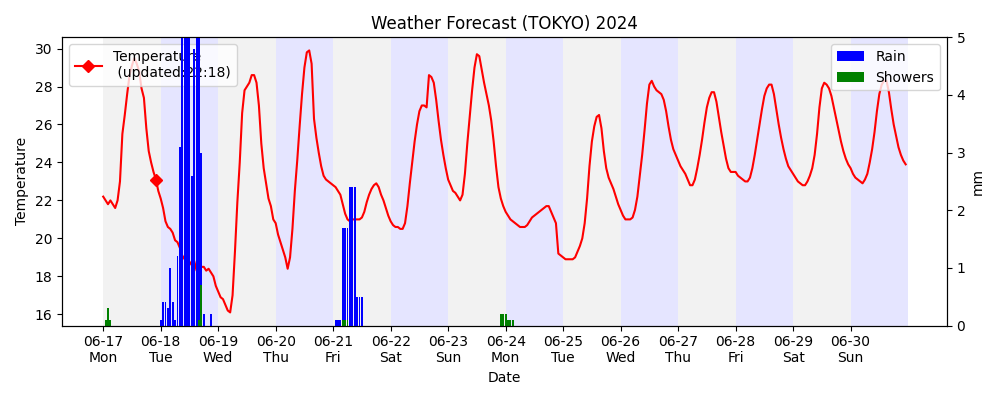 Weather Forecast (TOKYO) 2024
Temperature
(updated 22:18)
Rain
Showers
30
28
26
24
22
20
18
16
Temperature
5
4
3
2
1
0
mm
06-17 06-18 06-19 06-20 06-21 06-22 06-23 06-24 06-25 06-26 06-27 06-28 06-29 06-30
Mon Tue Wed Thu Fri Sat Sun Mon Tue Wed Thu Fri Sat Sun
Date